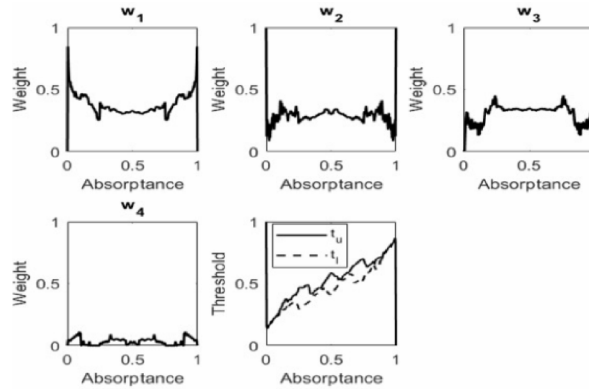 w1 w2 w3
1 1 1
Weight Weight Weight
0.5 0.5 0.5
0 0 0
0 0.5 1 0 0.5 1 0 0.5
Absorptance Absorptance Absorptance
w4
1 1
Weight Threshold
tu
tl
0.5 0.5
0 0
0 0.5 1 0 0.5 1
Absorptance Absorptance